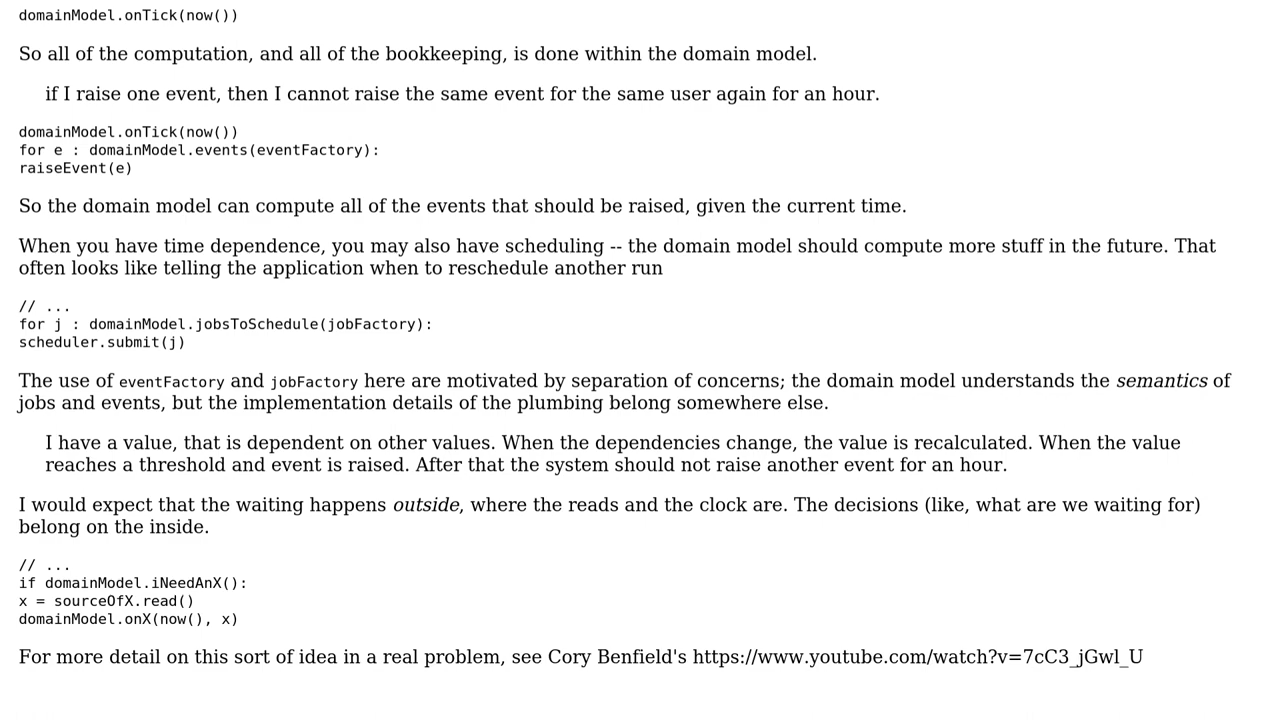 domainModel.onTick(now())
So all of the computation, and all of the bookkeeping, is done within the domain model.
if I raise one event, then I cannot raise the same event for the same user again for an hour.
domainModel.onTick(now())
for e : domainModel.events(eventFactory):
raiseEvent(e)
So the domain model can compute all of the events that should be raised, given the current time.
When you have time dependence, you may also have scheduling -- the domain model should compute more stuff in the future. That
often looks like telling the application when to reschedule another run
// ...
for j : domainModel.jobsToSchedule(jobFactory):
scheduler.submit(j)
The use of eventFactory and jobFactory here are motivated by separation of concerns; the domain model understands the semantics of
jobs and events, but the implementation details of the plumbing belong somewhere else.
I have a value, that is dependent on other values. When the dependencies change, the value is recalculated. When the value
reaches a threshold and event is raised. After that the system should not raise another event for an hour.
I would expect that the waiting happens outside, where the reads and the clock are. The decisions (like, what are we waiting for)
belong on the inside.
// ...
if domainModel.iNeedAnX():
x = sourceOfX.read()
domainModel.onX(now(), x)
For more detail on this sort of idea in a real problem, see Cory Benfield's https://www.youtube.com/watch?v=7cC3_jGwl_U